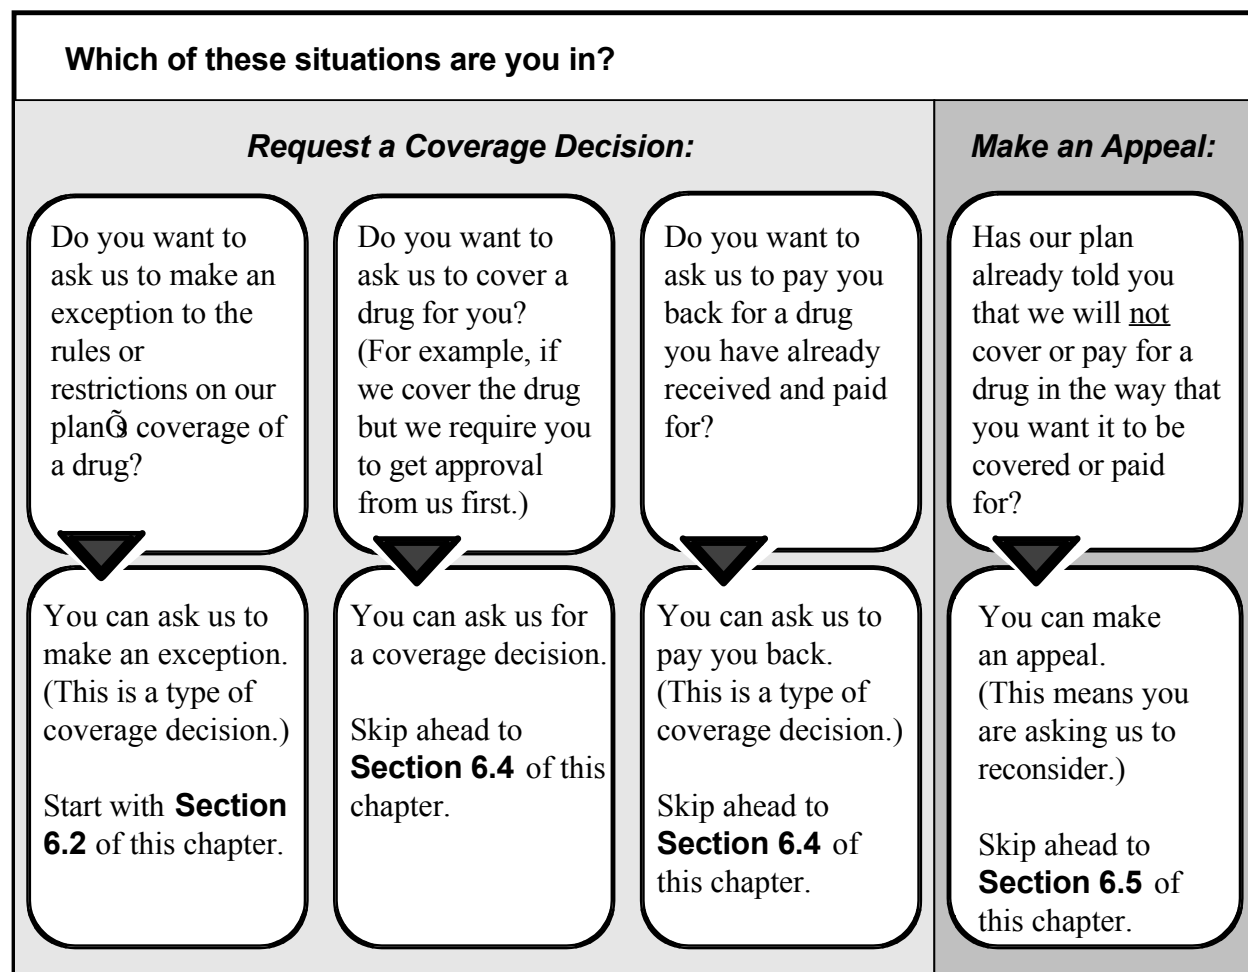 Which of these situations are you in?
Request a Coverage Decision:
Make an Appeal:
Do you want to
ask us to make an
exception to the
rules or
restrictions on our
planÕs coverage of
a drug?
You can ask us to
make an exception.
(This is a type of
coverage decision.)
Start with Section
6.2 of this chapter.
Do you want to
ask us to cover a
drug for you?
(For example, if
we cover the drug
but we require you
to get approval
from us first.)
You can ask us for
a coverage decision.
Skip ahead to
Section 6.4 of this
chapter.
Do you want to
ask us to pay you
back for a drug
you have already
received and paid
for?
You can ask us to
pay you back.
(This is a type of
coverage decision.)
Skip ahead to
Section 6.4 of
this chapter.
Has our plan
already told you
that we will not
cover or pay for a
drug in the way that
you want it to be
covered or paid
for?
You can make
an appeal.
(This means you
are asking us to
reconsider.)
Skip ahead to
Section 6.5 of
this chapter.